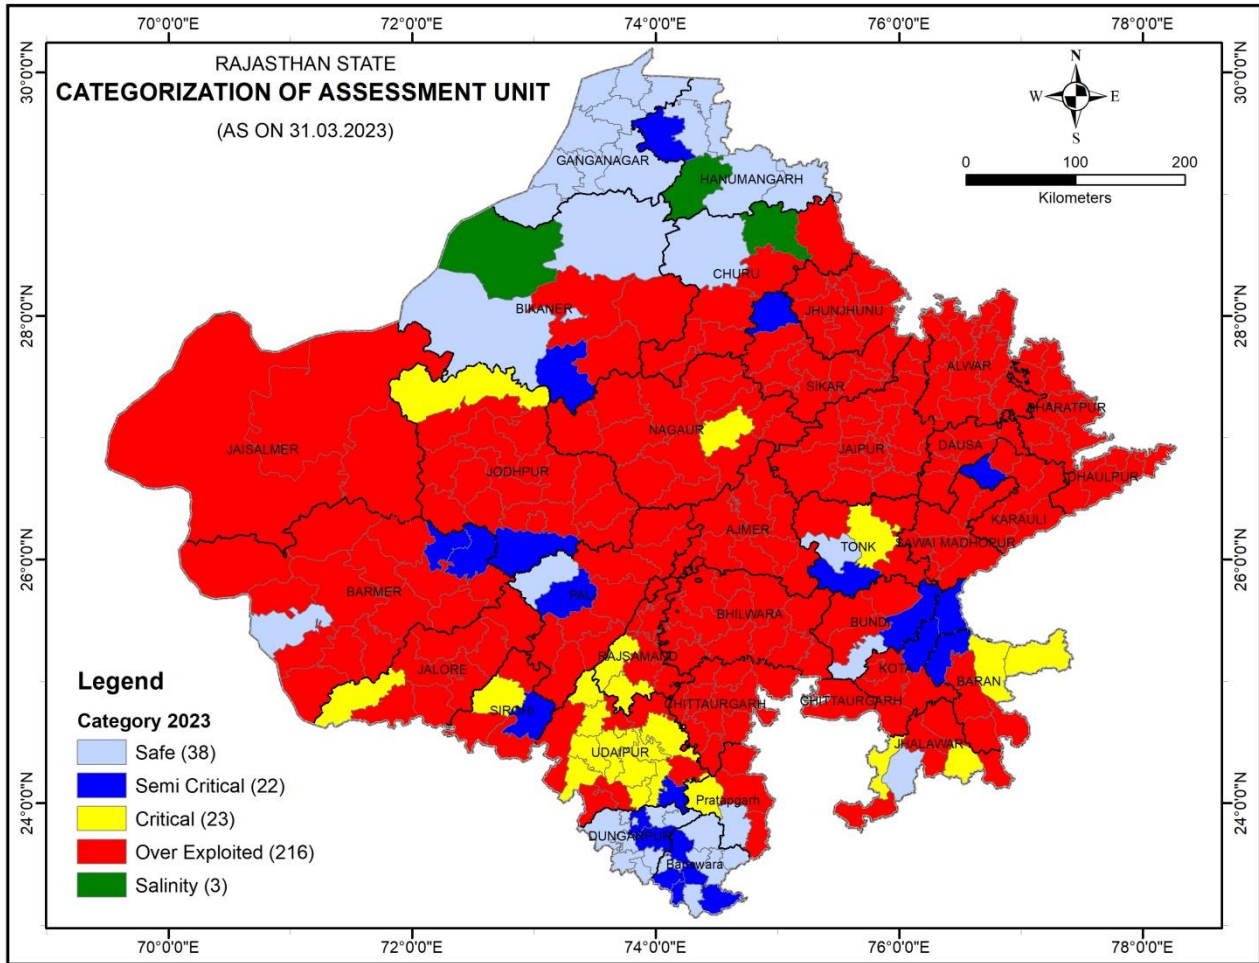 70°0'0"E 72°0'0"E 74°0'0"E 76°0'0"E 78°0'0"E
RAJASTHAN STATE
CATEGORIZATION OF ASSESSMENT UNIT
(AS ON 31.03.2023)
N
W E
S
0 100 200
Kilometers
30°0'0"N 30°0'0"N
GANGANAGAR
HANUMANGARH
CHURU
BIKANER
JHUNJHUNU
28°0'0"N 28°0'0"N
ALWAR
SIKAR
BHARATPUR
NAGAUR
JAISALMER
JAIPUR
DAUSA
JODHPUR
DHAULPUR
KARAULI
AJMER
TONK
SAWAI MADHOPUR
26°0'0"N 26°0'0"N
BARMER
PALI
BHILWARA
BUNDI
RAJSAMAND
JALORE
KOTA
BARAN
CHITTAURGARH
CHITTAURGARH
SIROHI
JHALAWAR
UDAIPUR
Pratapgarh
24°0'0"N 24°0'0"N
DUNGARPUR
Banswara
Legend
Category 2023
Safe (38)
Semi Critical (22)
Critical (23)
Over Exploited (216)
Salinity (3)
70°0'0"E 72°0'0"E 74°0'0"E 76°0'0"E 78°0'0"E